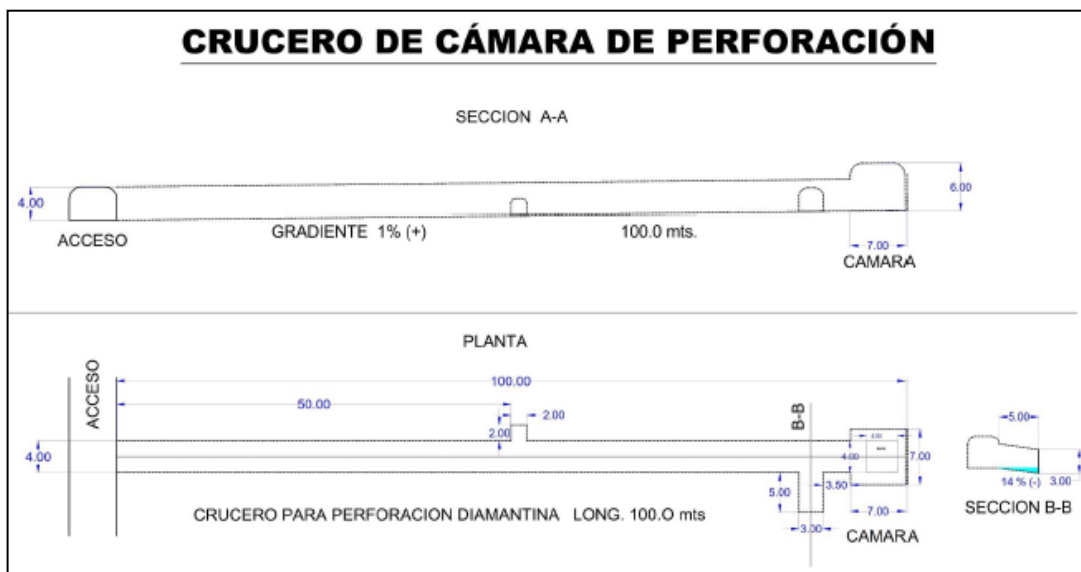 CRUCERO DE CÁMARA DE PERFORACIÓN
SECCION A-A
4.00
6.00
ACCESO
GRADIENTE 1% (+)
100.0 mts.
7.00
CAMARA
PLANTA
ACCESO
100.00
50.00
2.00
2.00
B-B
5.00
4.00
4.00
7.00
3.50
5.00
3.00
14 % (-)
7.00
3.00
SECCION B-B
CRUCERO PARA PERFORACION DIAMANTINA LONG. 100.O mts
CAMARA